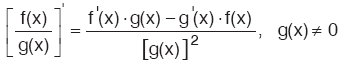 [f(x)/g(x)]' = (f'(x)·g(x) – g'(x)·f(x))/[g(x)]², g(x) ≠ 0